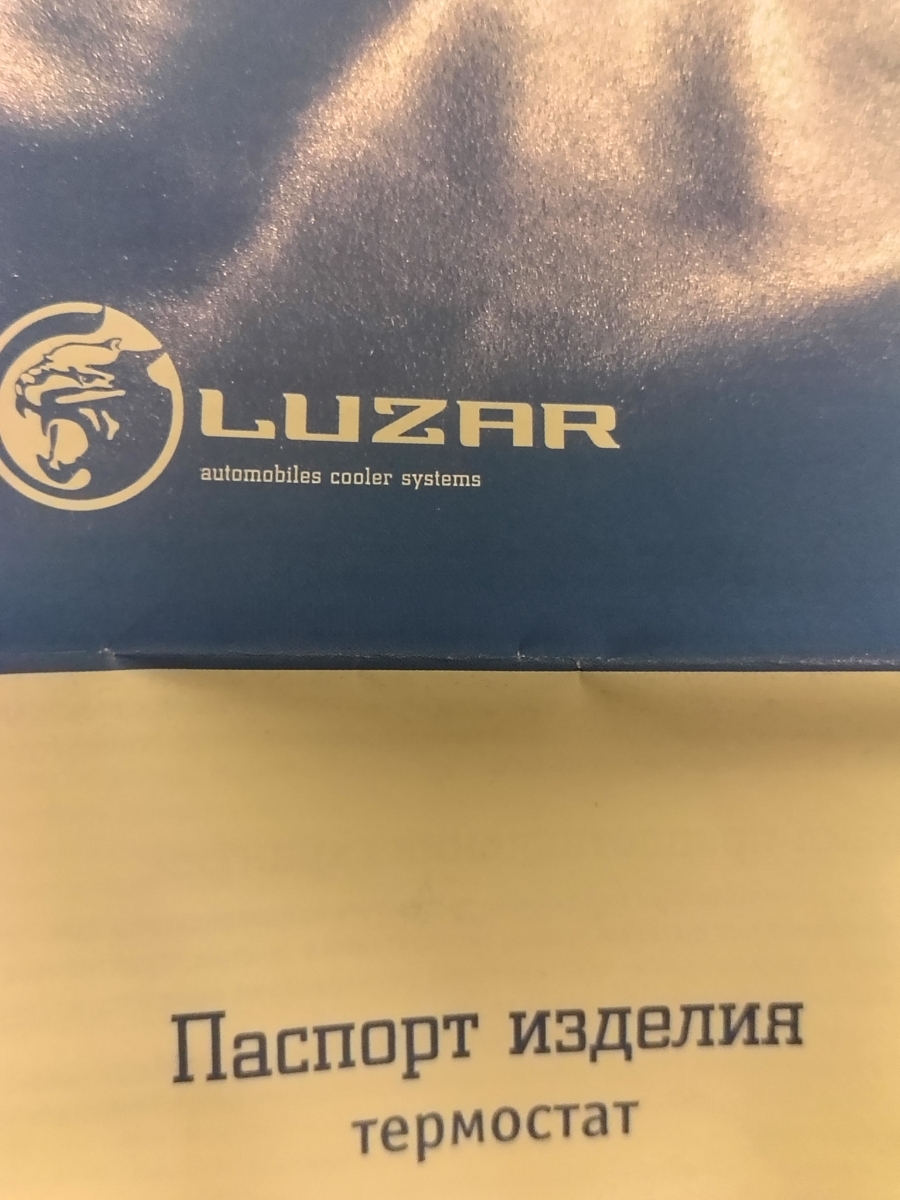 LUZAR
automobiles cooler systems
Паспорт изделия
термостат